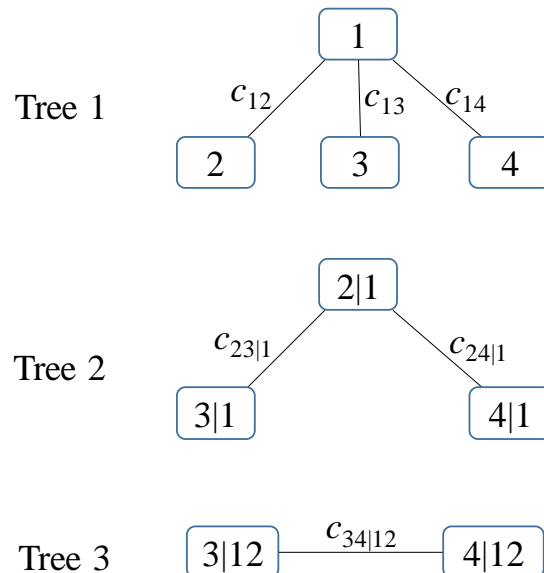 1
Tree 1
c₁₂ c₁₃ c₁₄
2 3 4
2|1
c₂₃|₁ c₂₄|₁
Tree 2
3|1 4|1
c₃₄|₁₂
Tree 3 3|12 4|12